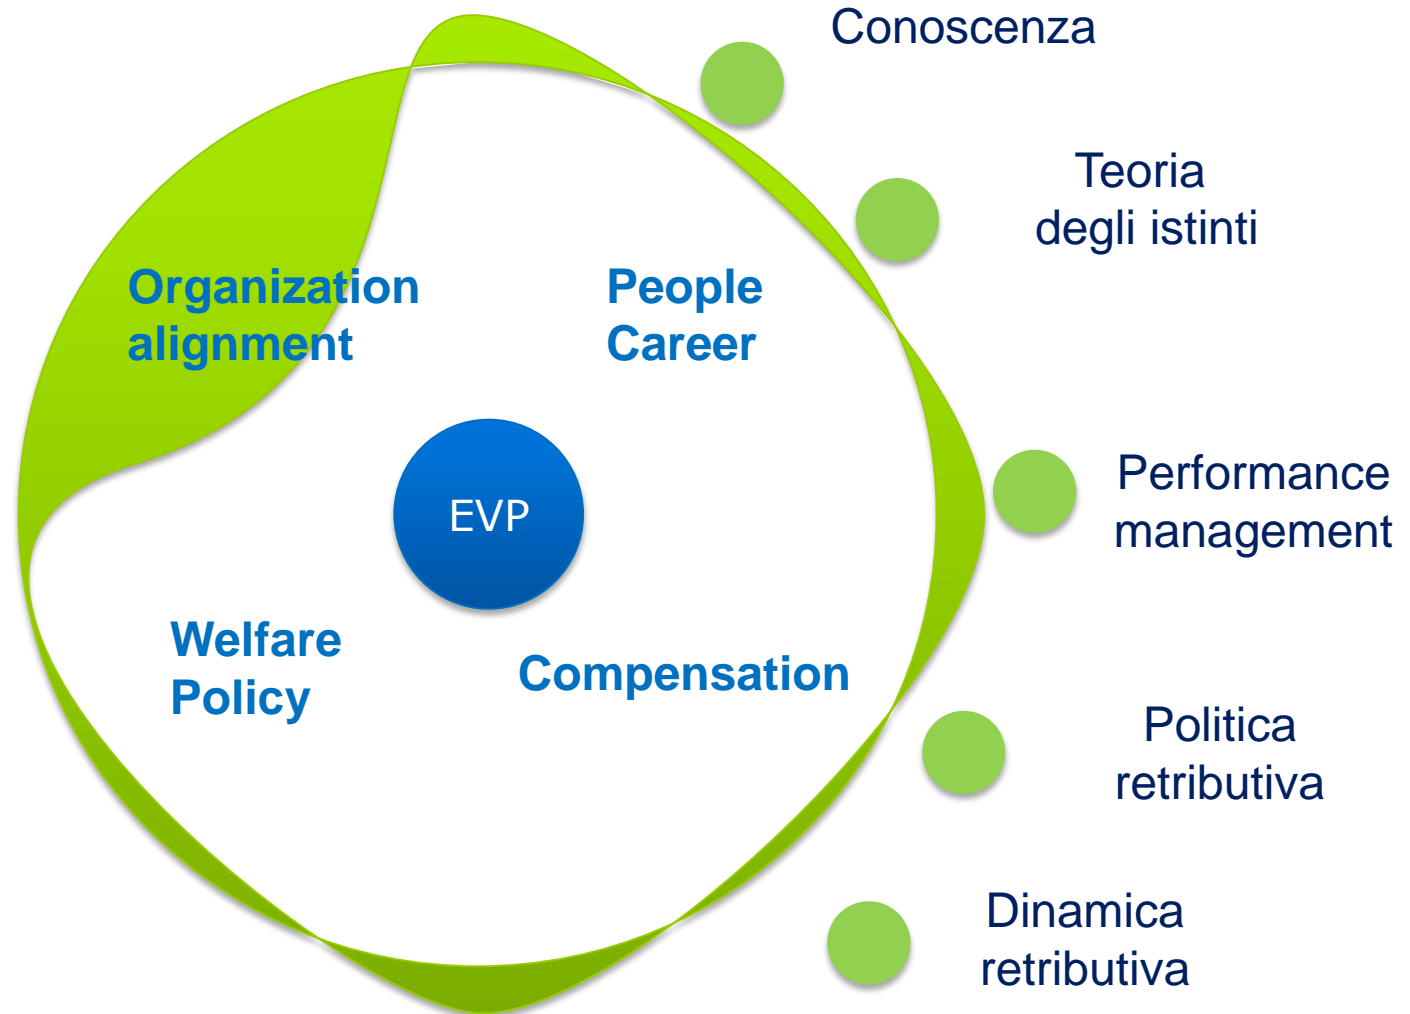 Conoscenza
Teoria
degli istinti
Organization
alignment
People
Career
EVP
Performance
management
Welfare
Policy
Compensation
Politica
retributiva
Dinamica
retributiva